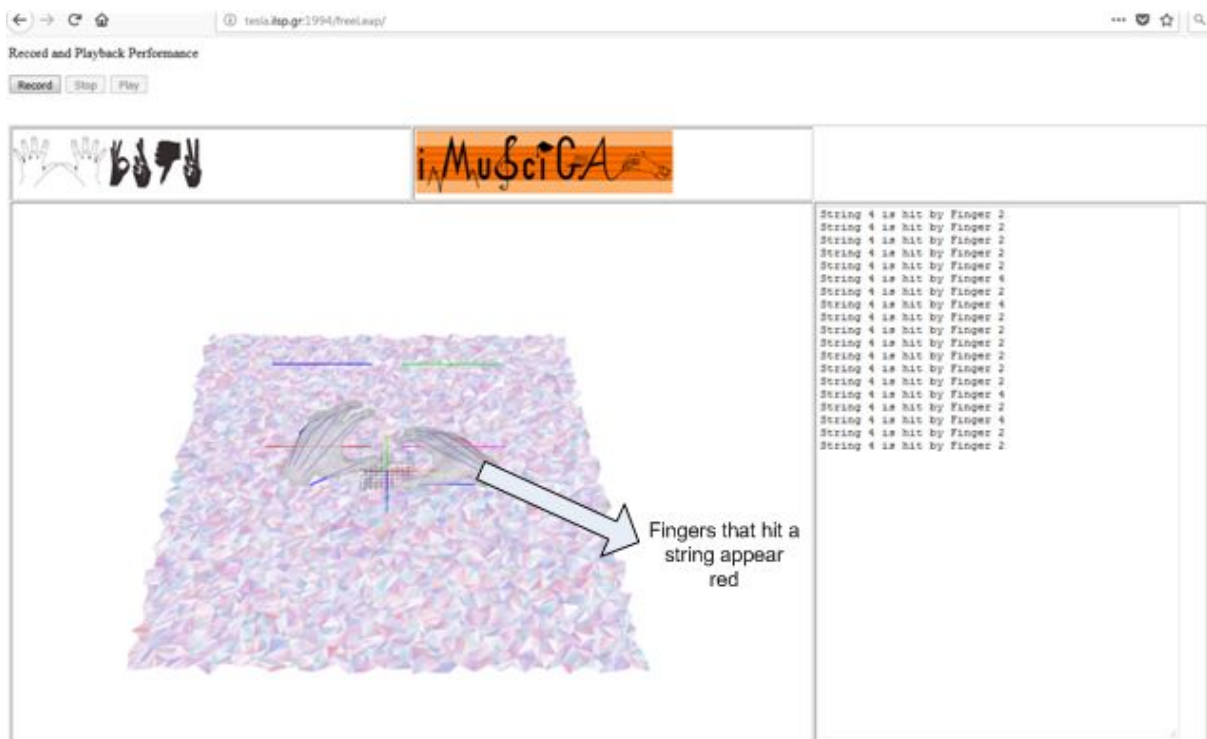 tesla.ilsp.gr:1994/freeLeap/
Record and Playback Performance
Record Stop Play
iMuSciCA
String 4 is hit by Finger 2
String 4 is hit by Finger 2
String 4 is hit by Finger 2
String 4 is hit by Finger 2
String 4 is hit by Finger 2
String 4 is hit by Finger 4
String 4 is hit by Finger 2
String 4 is hit by Finger 4
String 4 is hit by Finger 2
String 4 is hit by Finger 2
String 4 is hit by Finger 2
String 4 is hit by Finger 2
String 4 is hit by Finger 2
String 4 is hit by Finger 2
String 4 is hit by Finger 4
String 4 is hit by Finger 2
String 4 is hit by Finger 4
String 4 is hit by Finger 2
String 4 is hit by Finger 2
Fingers that hit a
string appear
red